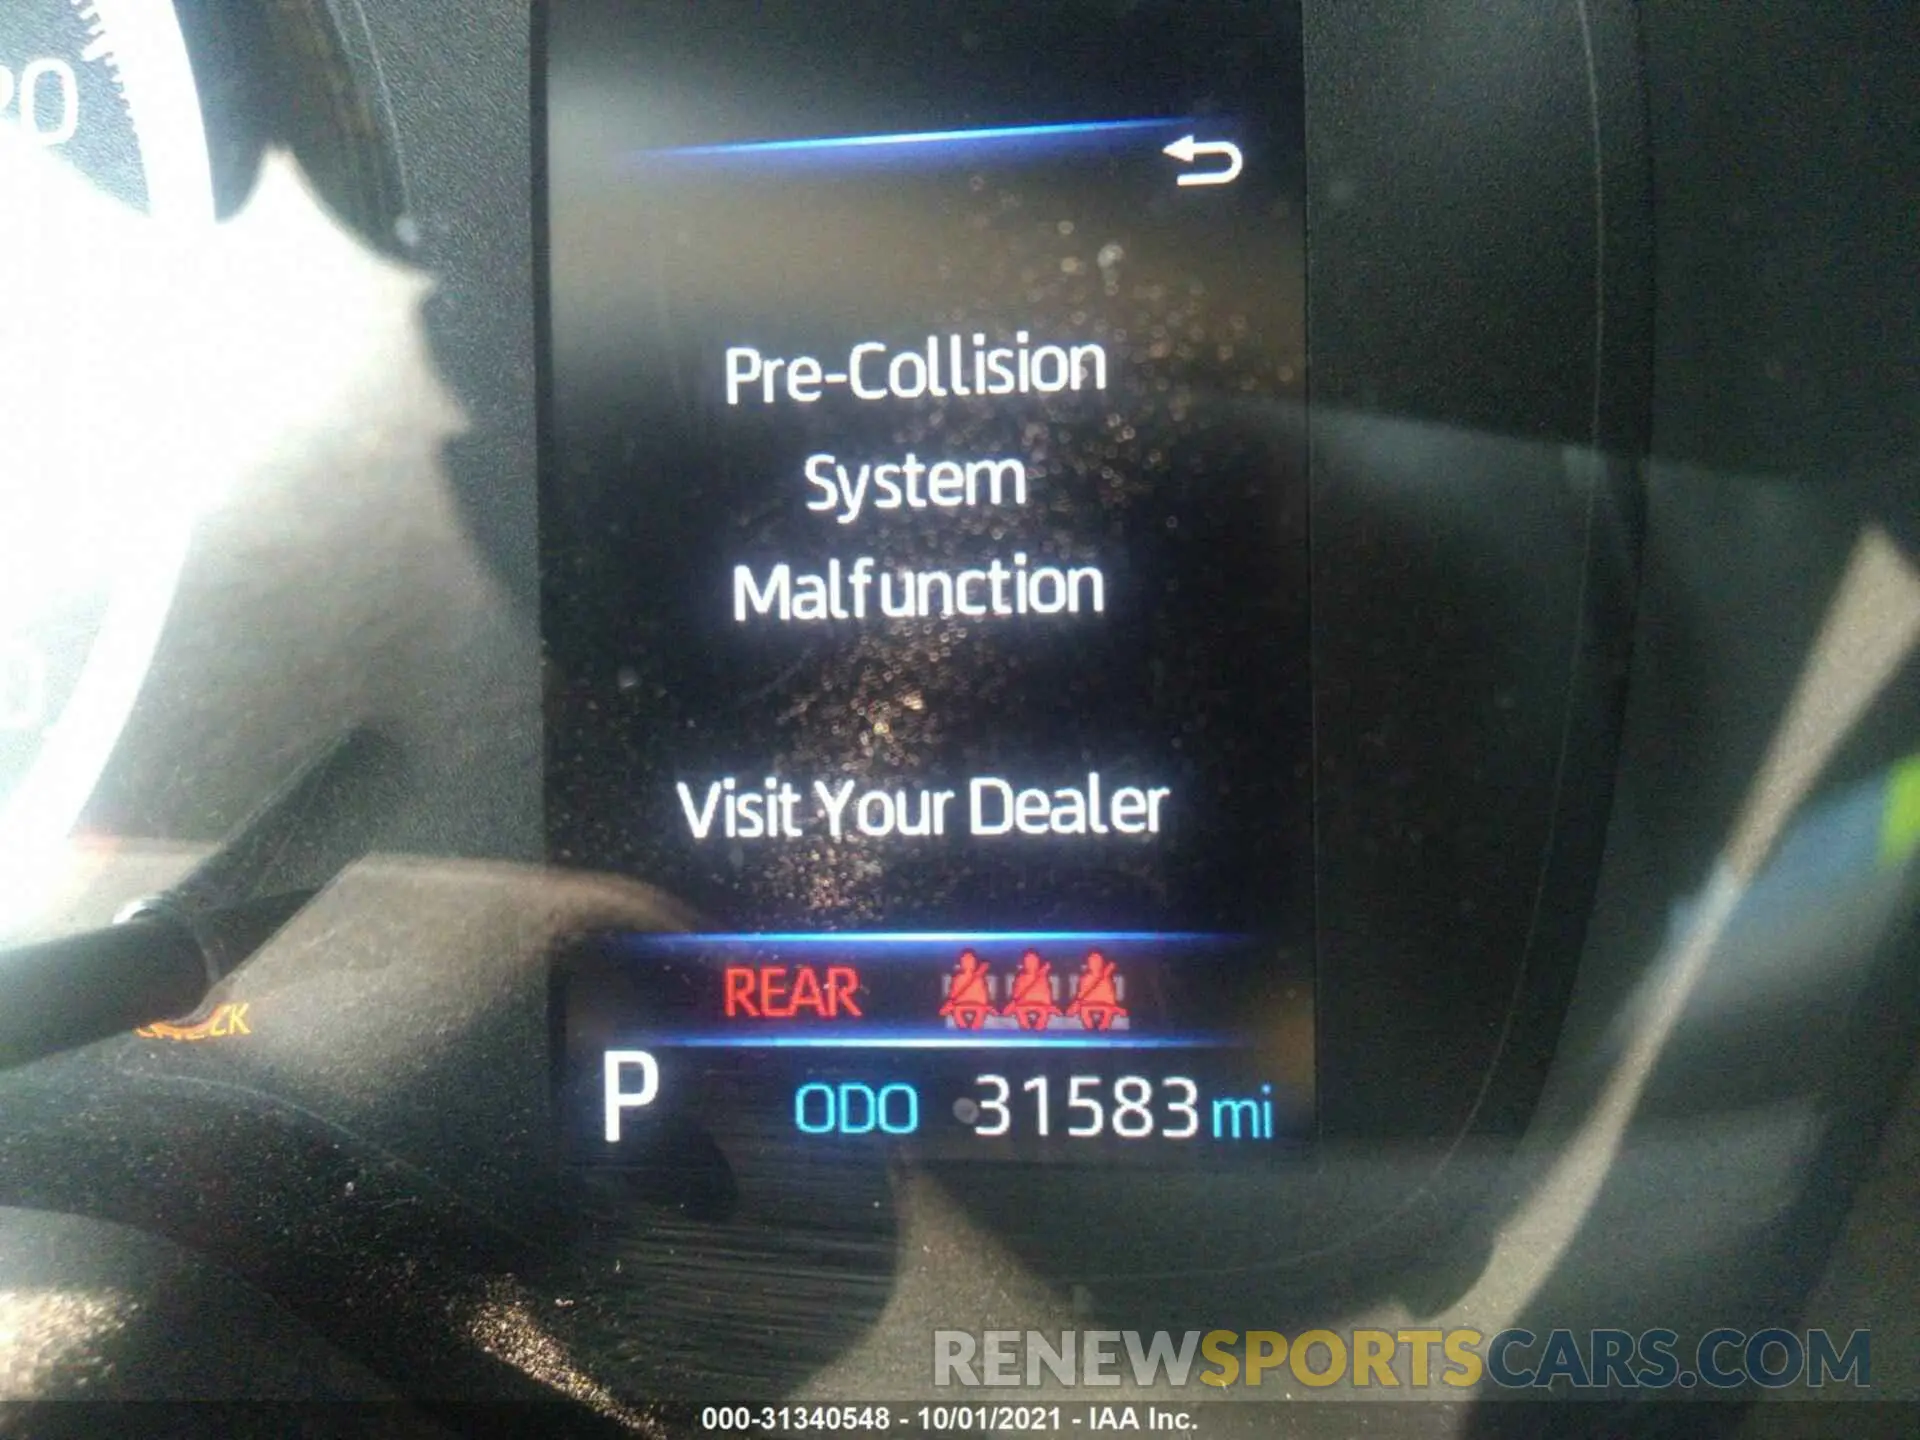 Pre-Collision
System
Malfunction
Visit Your Dealer
REAR
CHECK
P ODO 31583 mi
RENEWSPORTSCARS.COM
000-31340548 - 10/01/2021 - IAA Inc.